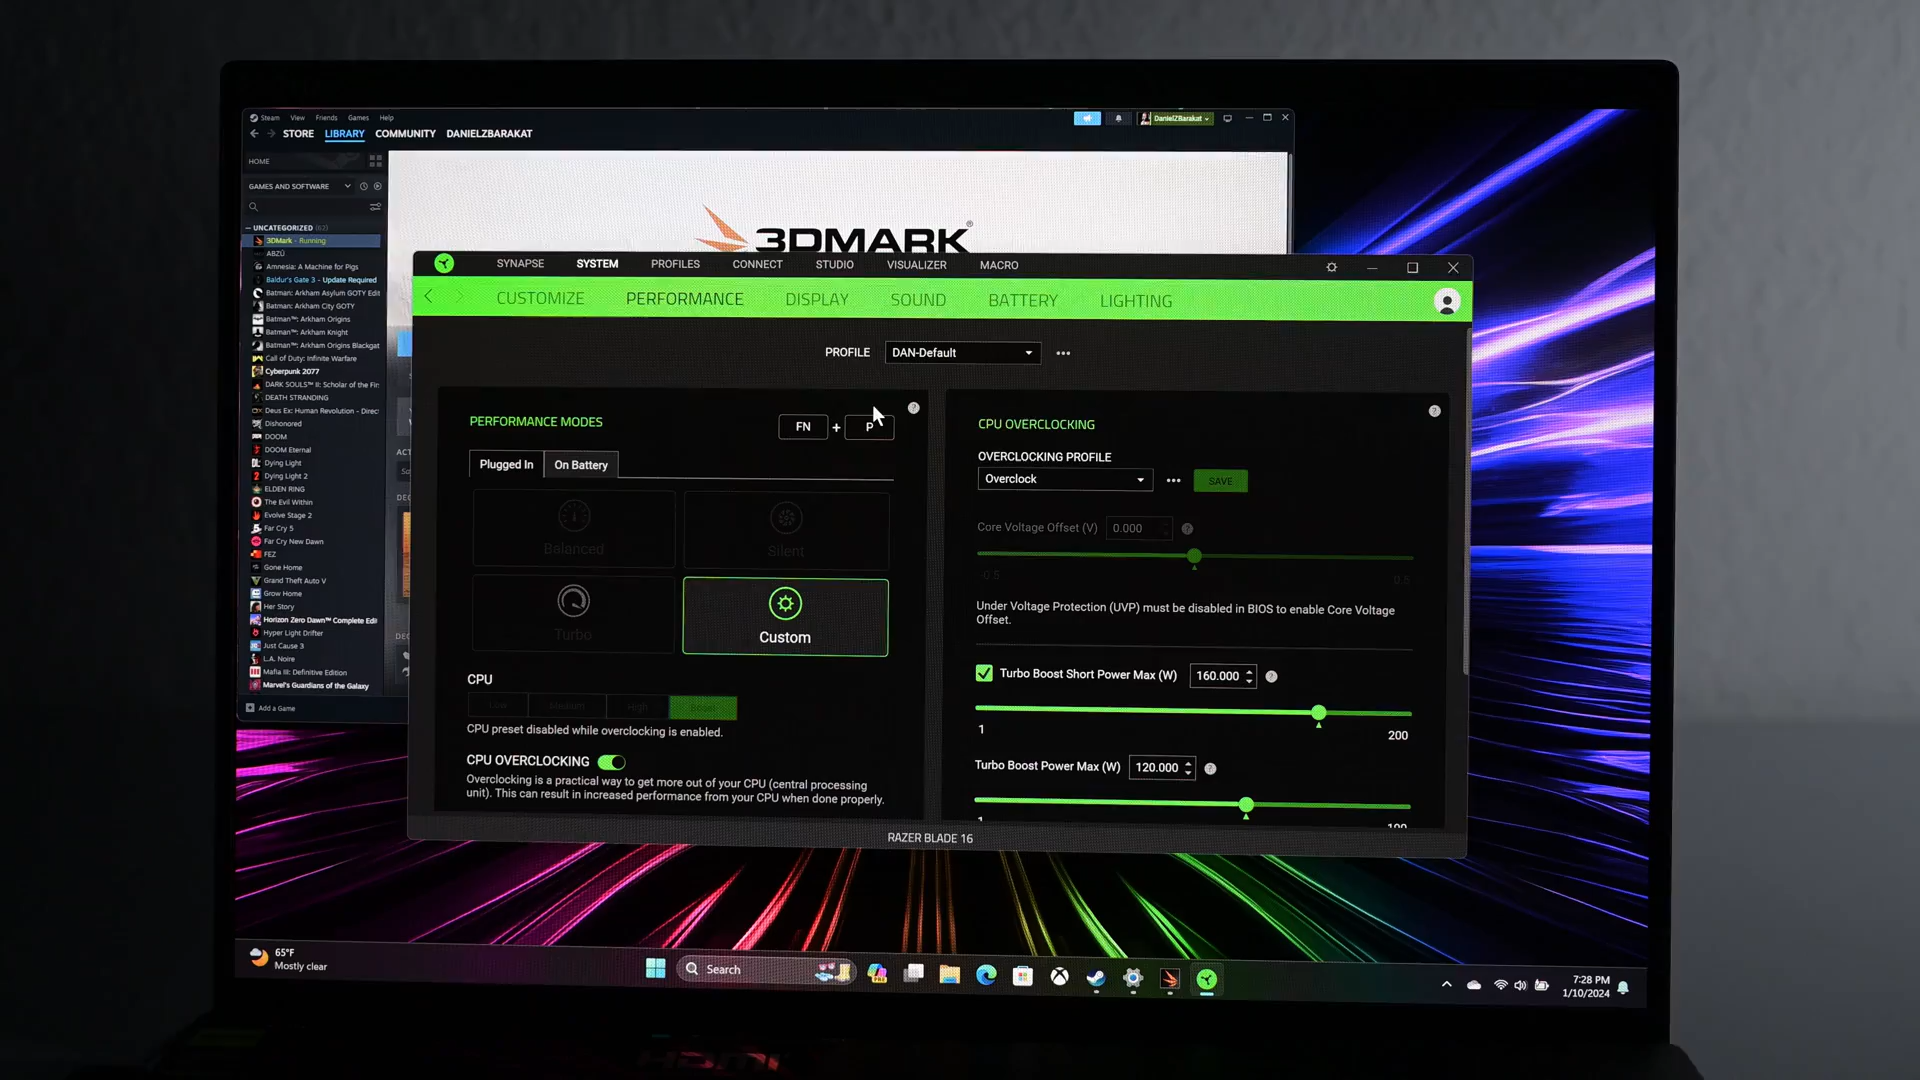 Steam View Friends Games Help
DanielZBarakat
STORE LIBRARY COMMUNITY DANIELZBARAKAT
HOME
GAMES AND SOFTWARE
UNCATEGORIZED
3DMark - Running
ABZÛ
Amnesia: A Machine for Pigs
Baldur's Gate 3 - Update Required
Batman: Arkham Asylum GOTY Edit
Batman: Arkham City GOTY
Batman™: Arkham Origins
Batman™: Arkham Knight
Batman™: Arkham Origins Blackgat
Call of Duty: Infinite Warfare
Cyberpunk 2077
DARK SOULS™ II: Scholar of the Fir
DEATH STRANDING
Deus Ex: Human Revolution - Direc
Dishonored
DOOM
DOOM Eternal
Dying Light
Dying Light 2
ELDEN RING
The Evil Within
Evolve Stage 2
Far Cry 5
Far Cry New Dawn
FEZ
Gone Home
Grand Theft Auto V
Grow Home
Her Story
Horizon Zero Dawn™ Complete Edi
Hyper Light Drifter
Just Cause 3
L.A. Noire
Mafia III: Definitive Edition
Marvel's Guardians of the Galaxy
Add a Game
3DMARK®
SYNAPSE SYSTEM PROFILES CONNECT STUDIO VISUALIZER MACRO
CUSTOMIZE PERFORMANCE DISPLAY SOUND BATTERY LIGHTING
PROFILE DAN-Default
PERFORMANCE MODES FN + P
Plugged In On Battery
Balanced Silent
Turbo Custom
CPU
Low Medium High Boost
CPU preset disabled while overclocking is enabled.
CPU OVERCLOCKING
Overclocking is a practical way to get more out of your CPU (central processing
unit). This can result in increased performance from your CPU when done properly.
CPU OVERCLOCKING
OVERCLOCKING PROFILE
Overclock SAVE
Core Voltage Offset (V) 0.000
-0.5 0.5
Under Voltage Protection (UVP) must be disabled in BIOS to enable Core Voltage
Offset.
Turbo Boost Short Power Max (W) 160.000
1 200
Turbo Boost Power Max (W) 120.000
RAZER BLADE 16
65°F
Mostly clear
Search
7:28 PM
1/10/2024